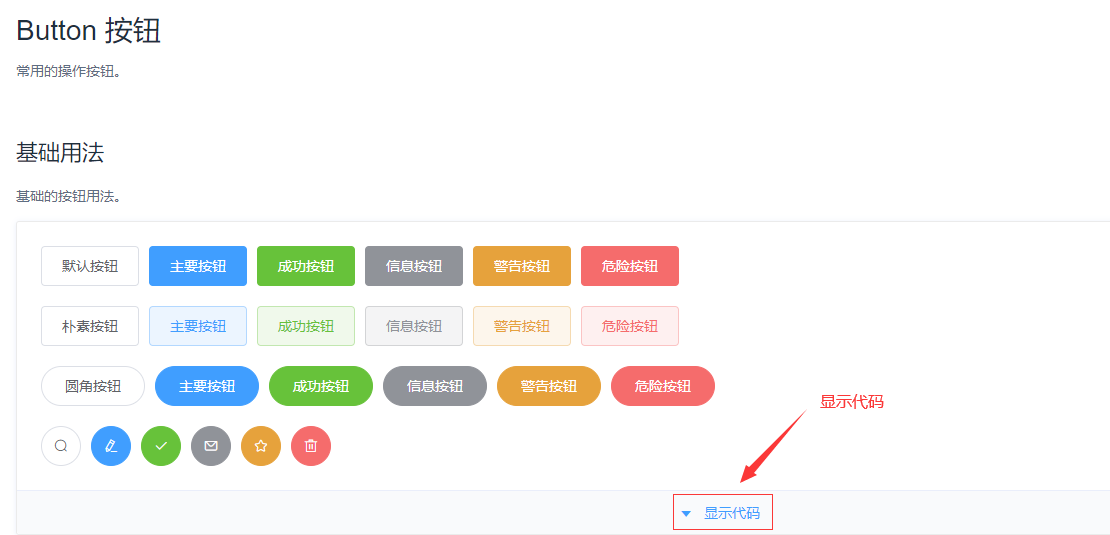 Button 按钮
常用的操作按钮。
基础用法
基础的按钮用法。
默认按钮 主要按钮 成功按钮 信息按钮 警告按钮 危险按钮
朴素按钮 主要按钮 成功按钮 信息按钮 警告按钮 危险按钮
圆角按钮 主要按钮 成功按钮 信息按钮 警告按钮 危险按钮
显示代码
显示代码